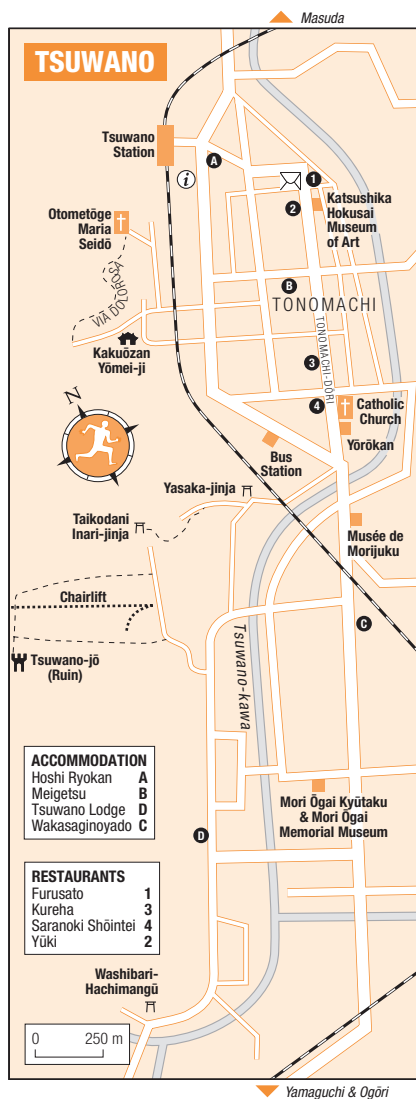 Masuda
TSUWANO
Tsuwano
Station
A
i
1
2
Katsushika
Hokusai
Museum
of Art
Otometōge
Maria
Seidō
VIA DOLOROSA
B
TONOMACHI
TONOMACHI-DŌRI
Kakuōzan
Yōmei-ji
3
4
Catholic
Church
Yōrōkan
N
Bus
Station
Yasaka-jinja
Taikodani
Inari-jinja
Musée de
Morijuku
Chairlift
C
Tsuwano-kawa
Tsuwano-jō
(Ruin)
ACCOMMODATION
Hoshi Ryokan A
Meigetsu B
Tsuwano Lodge D
Wakasaginoyado C
Mori Ōgai Kyūtaku
& Mori Ōgai
Memorial Museum
D
RESTAURANTS
Furusato 1
Kureha 3
Saranoki Shōintei 4
Yūki 2
Washibari-
Hachimangū
0 250 m
Yamaguchi & Ogōri